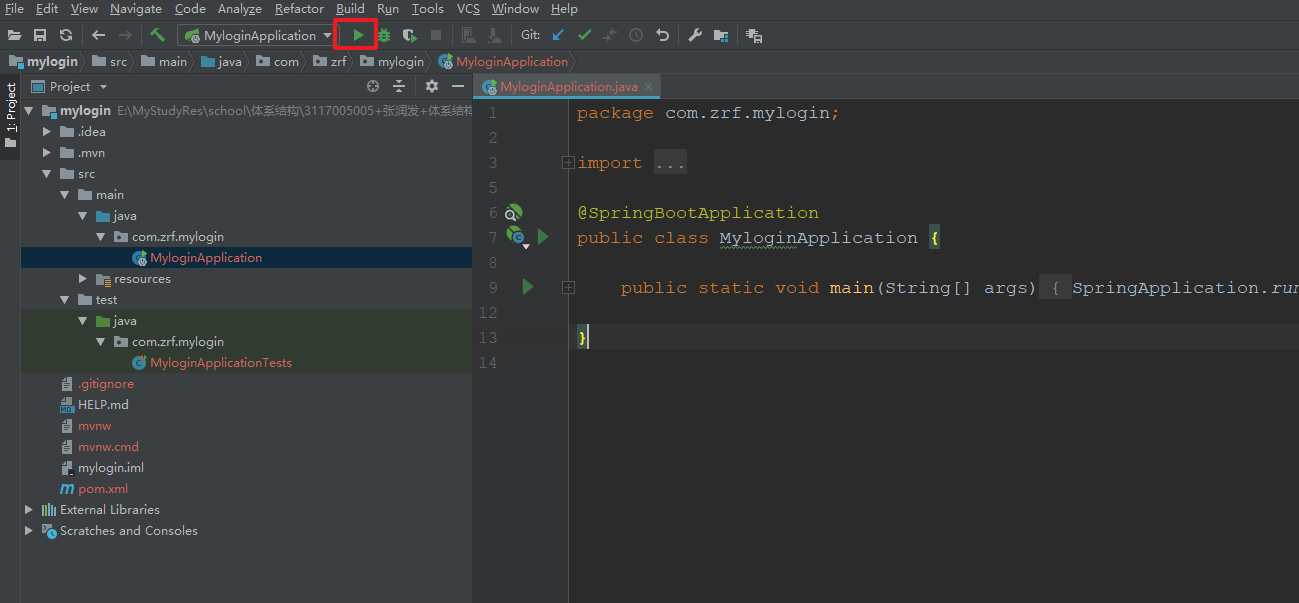 File Edit View Navigate Code Analyze Refactor Build Run Tools VCS Window Help
MyloginApplication Git:
mylogin src main java com zrf mylogin MyloginApplication
1: Project
Project
MyloginApplication.java
mylogin E:\MyStudyRes\school\体系结构\3117005005+张润发+体系结构
.idea
.mvn
src
main
java
com.zrf.mylogin
MyloginApplication
resources
test
java
com.zrf.mylogin
MyloginApplicationTests
.gitignore
HELP.md
mvnw
mvnw.cmd
mylogin.iml
pom.xml
External Libraries
Scratches and Consoles
1 package com.zrf.mylogin;
2
3 import ...
5
6 @SpringBootApplication
7 public class MyloginApplication {
8
9 public static void main(String[] args) { SpringApplication.run
12
13 }
14